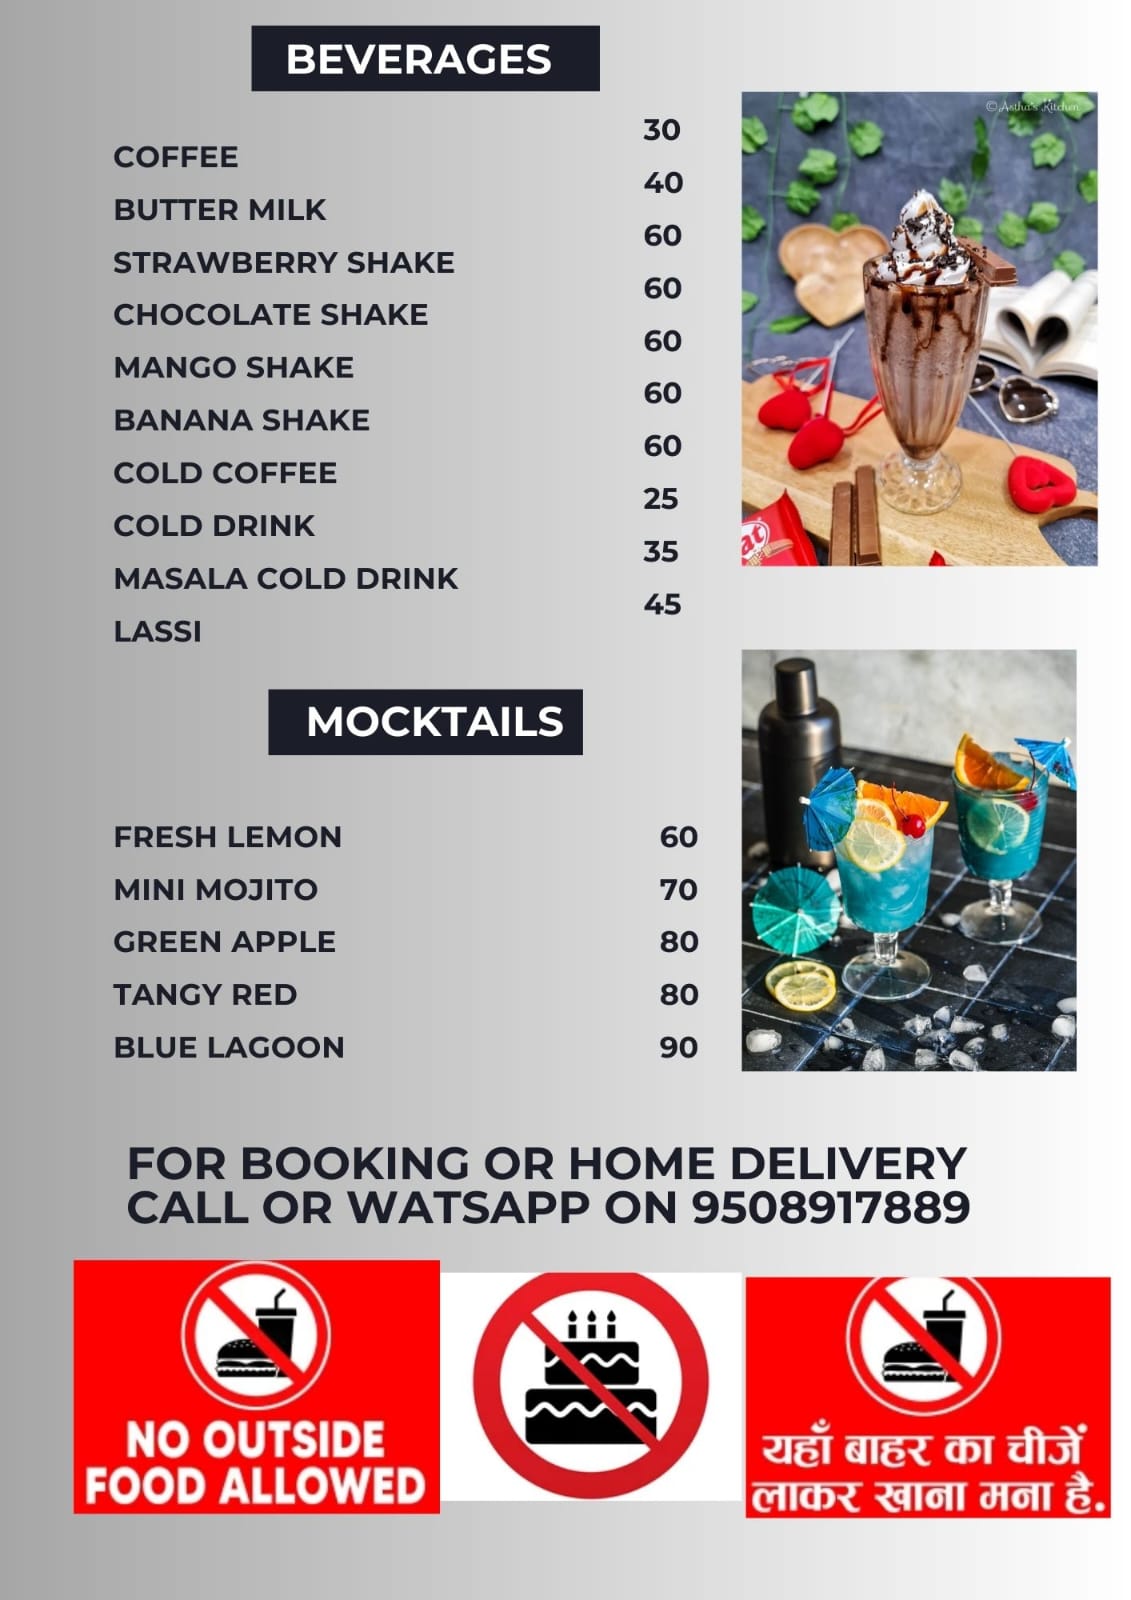 BEVERAGES
© Astha's Kitchen
COFFEE 30
BUTTER MILK 40
STRAWBERRY SHAKE 60
CHOCOLATE SHAKE 60
MANGO SHAKE 60
BANANA SHAKE 60
COLD COFFEE 60
COLD DRINK 25
MASALA COLD DRINK 35
LASSI 45
MOCKTAILS
FRESH LEMON 60
MINI MOJITO 70
GREEN APPLE 80
TANGY RED 80
BLUE LAGOON 90
FOR BOOKING OR HOME DELIVERY
CALL OR WATSAPP ON 9508917889
NO OUTSIDE
FOOD ALLOWED
यहाँ बाहर का चीजें
लाकर खाना मना है.